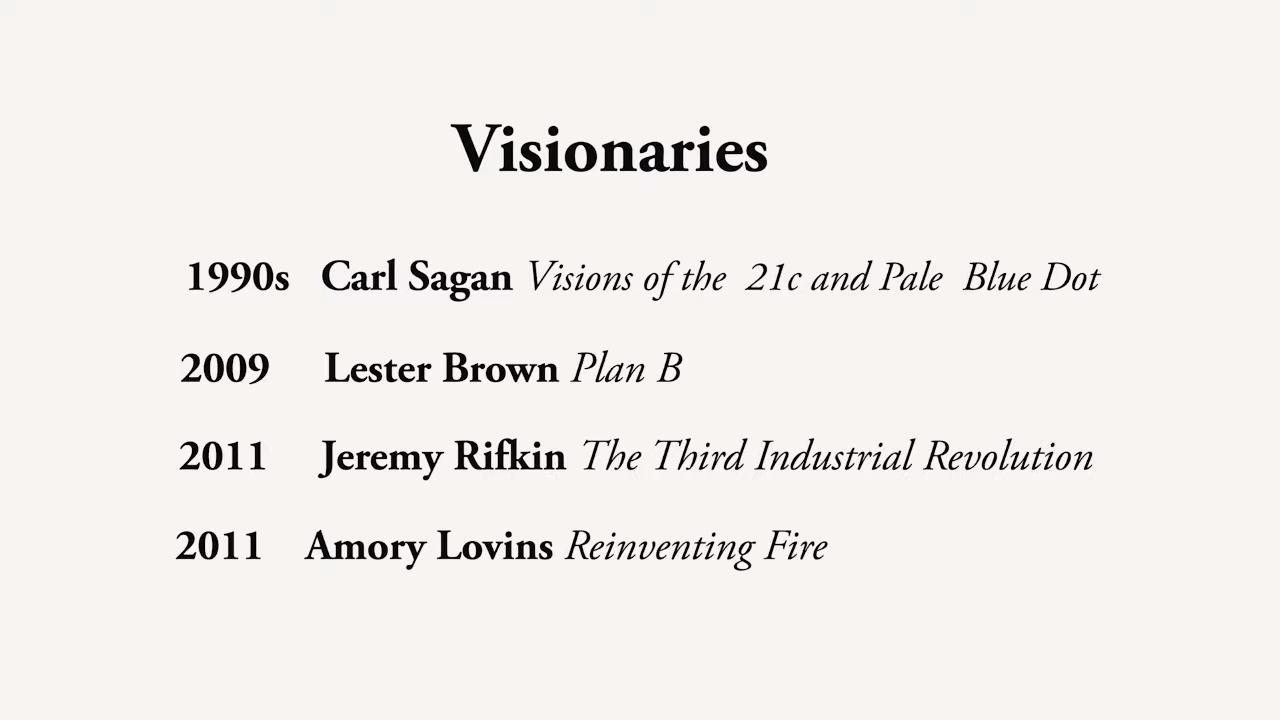 Visionaries
1990s Carl Sagan Visions of the 21c and Pale Blue Dot
2009 Lester Brown Plan B
2011 Jeremy Rifkin The Third Industrial Revolution
2011 Amory Lovins Reinventing Fire